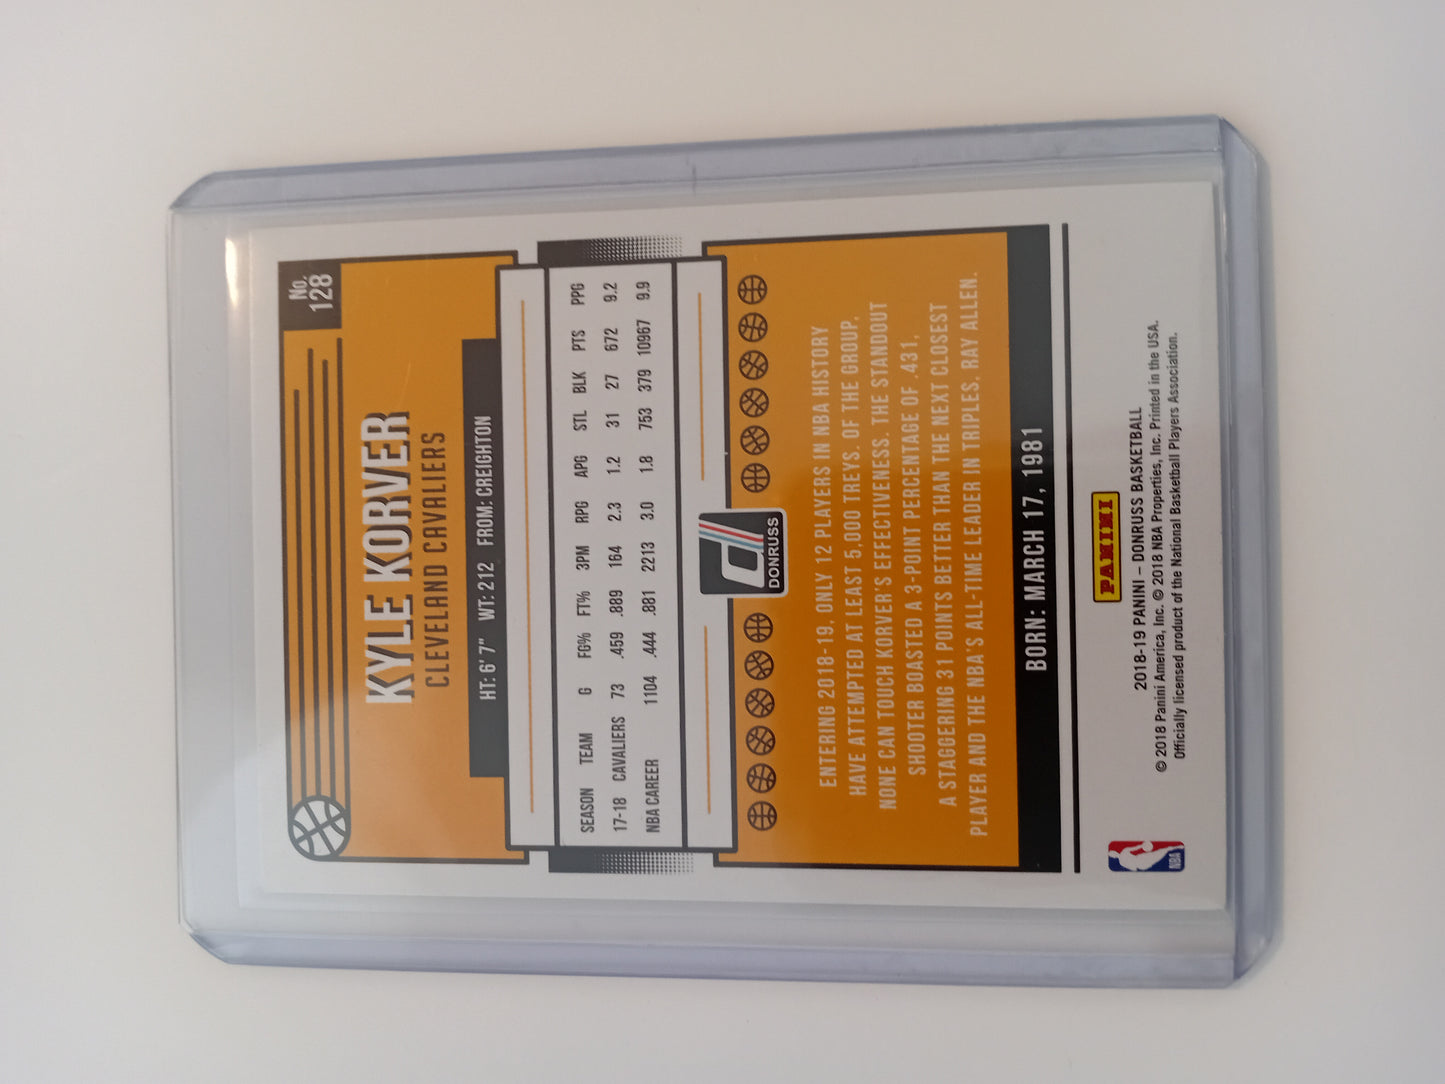 No.
128
KYLE KORVER
CLEVELAND CAVALIERS
HT: 6' 7" WT: 212 FROM: CREIGHTON
SEASON TEAM G FG% FT% 3PM RPG APG STL BLK PTS PPG
17-18 CAVALIERS 73 .459 .889 164 2.3 1.2 31 27 672 9.2
NBA CAREER 1104 .444 .881 2213 3.0 1.8 753 379 10967 9.9
d
DONRUSS
ENTERING 2018-19, ONLY 12 PLAYERS IN NBA HISTORY
HAVE ATTEMPTED AT LEAST 5,000 TREYS. OF THE GROUP,
NONE CAN TOUCH KORVER'S EFFECTIVENESS. THE STANDOUT
SHOOTER BOASTED A 3-POINT PERCENTAGE OF .431,
A STAGGERING 31 POINTS BETTER THAN THE NEXT CLOSEST
PLAYER AND THE NBA'S ALL-TIME LEADER IN TRIPLES, RAY ALLEN.
BORN: MARCH 17, 1981
PANINI
2018-19 PANINI – DONRUSS BASKETBALL
© 2018 Panini America, Inc. © 2018 NBA Properties, Inc. Printed in the USA.
Officially licensed product of the National Basketball Players Association.
NBA